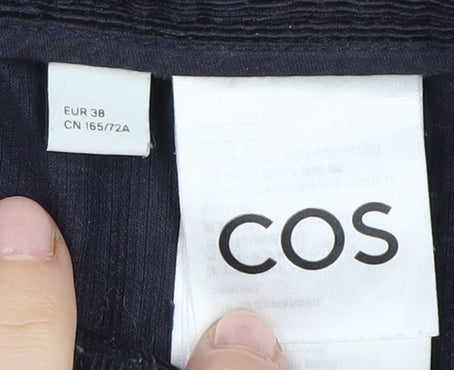 EUR 38
CN 165/72A
COS